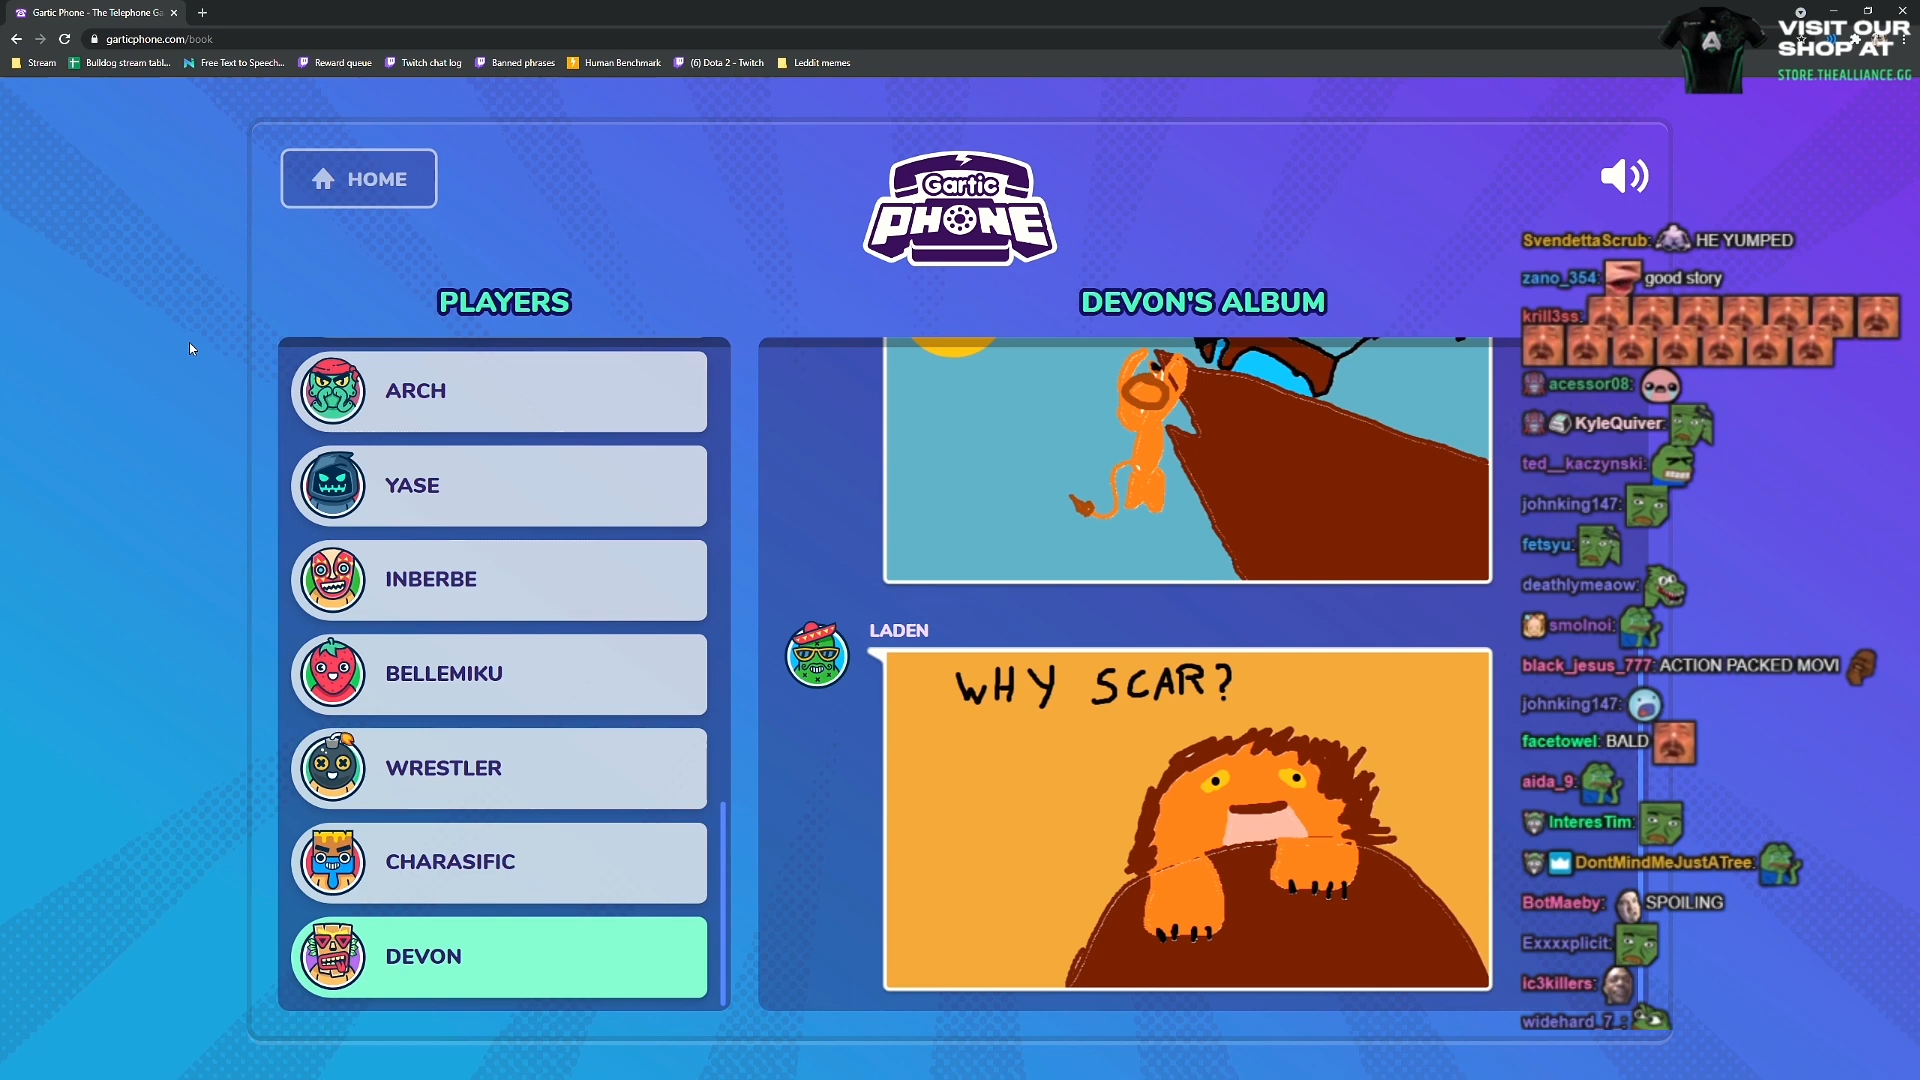 Gartic Phone - The Telephone Ga
garticphone.com/book
Stream
Bulldog stream tabl...
Free Text to Speech...
Reward queue
Twitch chat log
Banned phrases
Human Benchmark
(6) Dota 2 - Twitch
Leddit memes
VISIT OUR
SHOP AT
STORE.THEALLIANCE.GG
HOME
Gartic
PHONE
PLAYERS
DEVON'S ALBUM
ARCH
YASE
INBERBE
BELLEMIKU
WRESTLER
CHARASIFIC
DEVON
LADEN
WHY SCAR?
SvendettaScrub: HE YUMPED
zano_354: good story
krill3ss:
acessor08:
KyleQuiver:
ted__kaczynski:
johnking147:
fetsyu:
deathlymeaow:
smolnoi:
black_jesus_777: ACTION PACKED MOVI
johnking147:
facetowel: BALD
aida_9:
InteresTim:
DontMindMeJustATree:
BotMaeby: SPOILING
Exxxxplicit:
ic3killers:
widehard_7_: